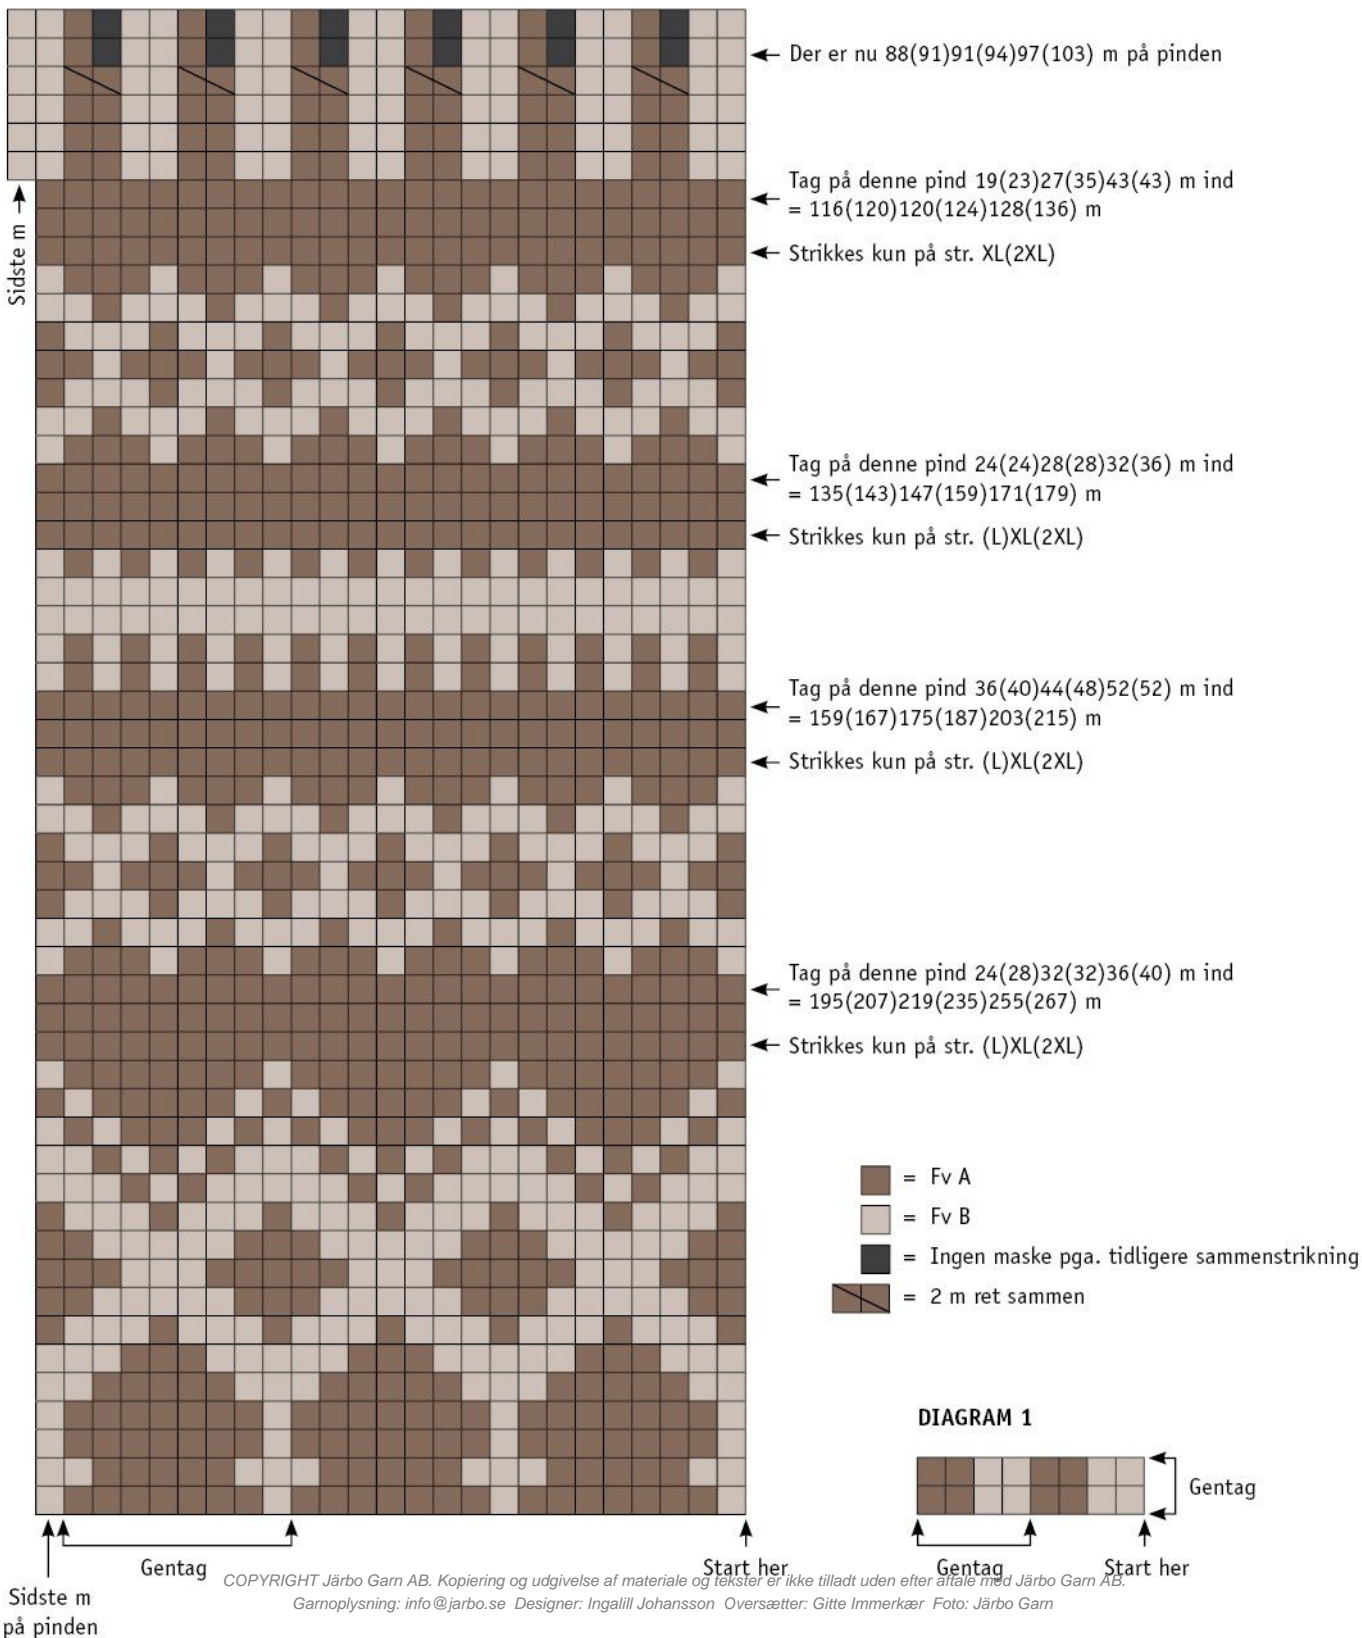 Der er nu 88(91)91(94)97(103) m på pinden
Tag på denne pind 19(23)27(35)43(43) m ind
= 116(120)120(124)128(136) m
Sidste m
Strikkes kun på str. XL(2XL)
Tag på denne pind 24(24)28(28)32(36) m ind
= 135(143)147(159)171(179) m
Strikkes kun på str. (L)XL(2XL)
Tag på denne pind 36(40)44(48)52(52) m ind
= 159(167)175(187)203(215) m
Strikkes kun på str. (L)XL(2XL)
Tag på denne pind 24(28)32(32)36(40) m ind
= 195(207)219(235)255(267) m
Strikkes kun på str. (L)XL(2XL)
= Fv A
= Fv B
= Ingen maske pga. tidligere sammenstrikning
= 2 m ret sammen
DIAGRAM 1
Gentag
Gentag
Start her
Gentag
Start her
Sidste m
på pinden
COPYRIGHT Järbo Garn AB. Kopiering og udgivelse af materiale og tekster er ikke tilladt uden efter aftale med Järbo Garn AB.
Garnoplysning: info@jarbo.se Designer: Ingalill Johansson Oversætter: Gitte Immerkær Foto: Järbo Garn